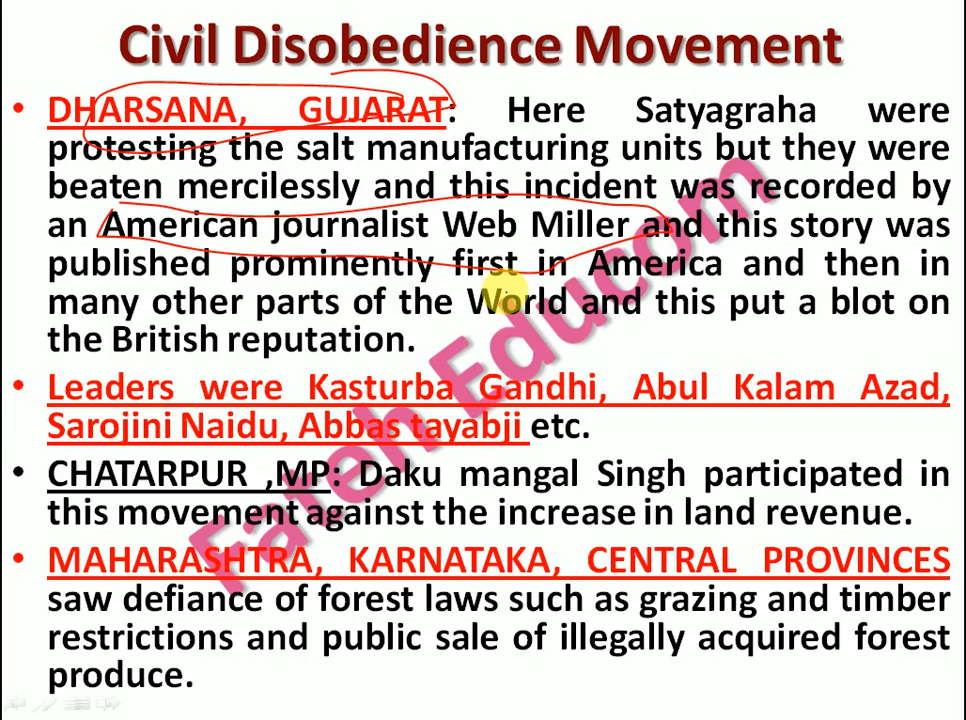 Civil Disobedience Movement
• DHARSANA, GUJARAT: Here Satyagraha were
protesting the salt manufacturing units but they were
beaten mercilessly and this incident was recorded by
an American journalist Web Miller and this story was
published prominently first in America and then in
many other parts of the World and this put a blot on
the British reputation.
• Leaders were Kasturba Gandhi, Abul Kalam Azad,
Sarojini Naidu, Abbas tayabji etc.
• CHATARPUR ,MP: Daku mangal Singh participated in
this movement against the increase in land revenue.
• MAHARASHTRA, KARNATAKA, CENTRAL PROVINCES
saw defiance of forest laws such as grazing and timber
restrictions and public sale of illegally acquired forest
produce.
Fateh Educom